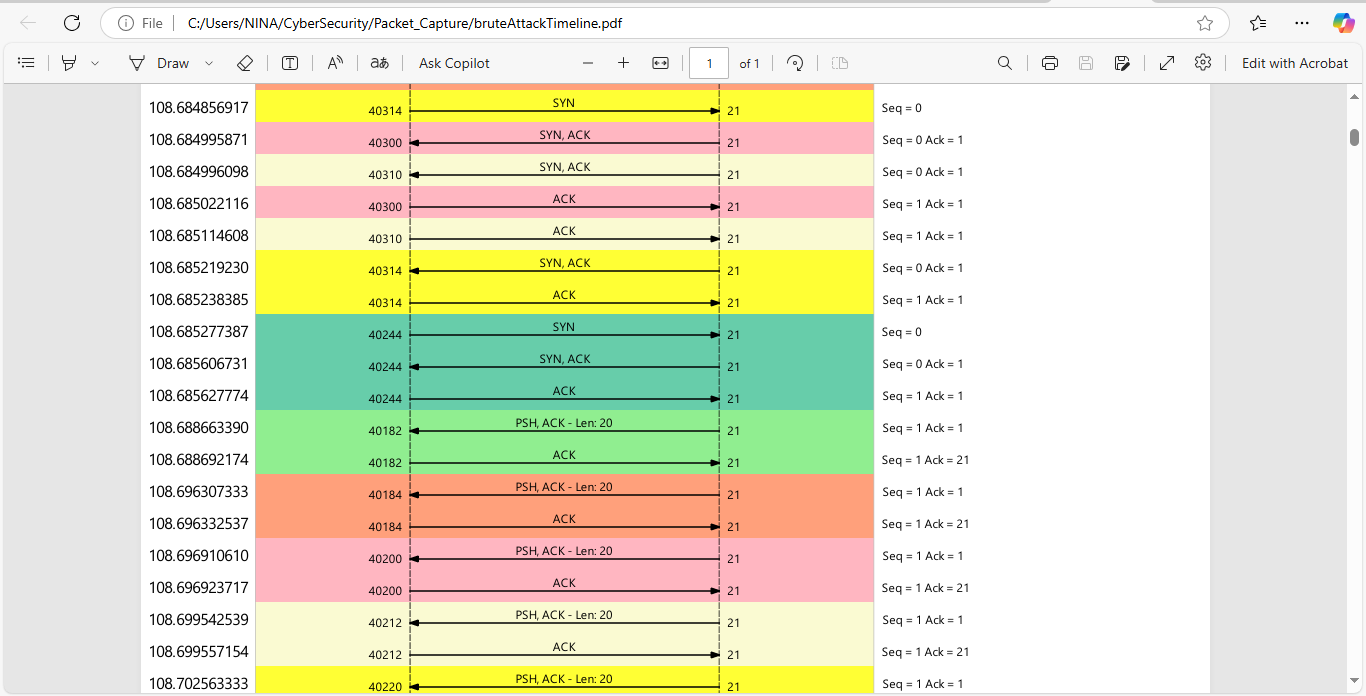 File C:/Users/NINA/CyberSecurity/Packet_Capture/bruteAttackTimeline.pdf
Draw A aあ Ask Copilot 1 of 1 Edit with Acrobat
108.684856917 40314 SYN 21 Seq = 0
108.684995871 40300 SYN, ACK 21 Seq = 0 Ack = 1
108.684996098 40310 SYN, ACK 21 Seq = 0 Ack = 1
108.685022116 40300 ACK 21 Seq = 1 Ack = 1
108.685114608 40310 ACK 21 Seq = 1 Ack = 1
108.685219230 40314 SYN, ACK 21 Seq = 0 Ack = 1
108.685238385 40314 ACK 21 Seq = 1 Ack = 1
108.685277387 40244 SYN 21 Seq = 0
108.685606731 40244 SYN, ACK 21 Seq = 0 Ack = 1
108.685627774 40244 ACK 21 Seq = 1 Ack = 1
108.688663390 40182 PSH, ACK - Len: 20 21 Seq = 1 Ack = 1
108.688692174 40182 ACK 21 Seq = 1 Ack = 21
108.696307333 40184 PSH, ACK - Len: 20 21 Seq = 1 Ack = 1
108.696332537 40184 ACK 21 Seq = 1 Ack = 21
108.696910610 40200 PSH, ACK - Len: 20 21 Seq = 1 Ack = 1
108.696923717 40200 ACK 21 Seq = 1 Ack = 21
108.699542539 40212 PSH, ACK - Len: 20 21 Seq = 1 Ack = 1
108.699557154 40212 ACK 21 Seq = 1 Ack = 21
108.702563333 40220 PSH, ACK - Len: 20 21 Seq = 1 Ack = 1